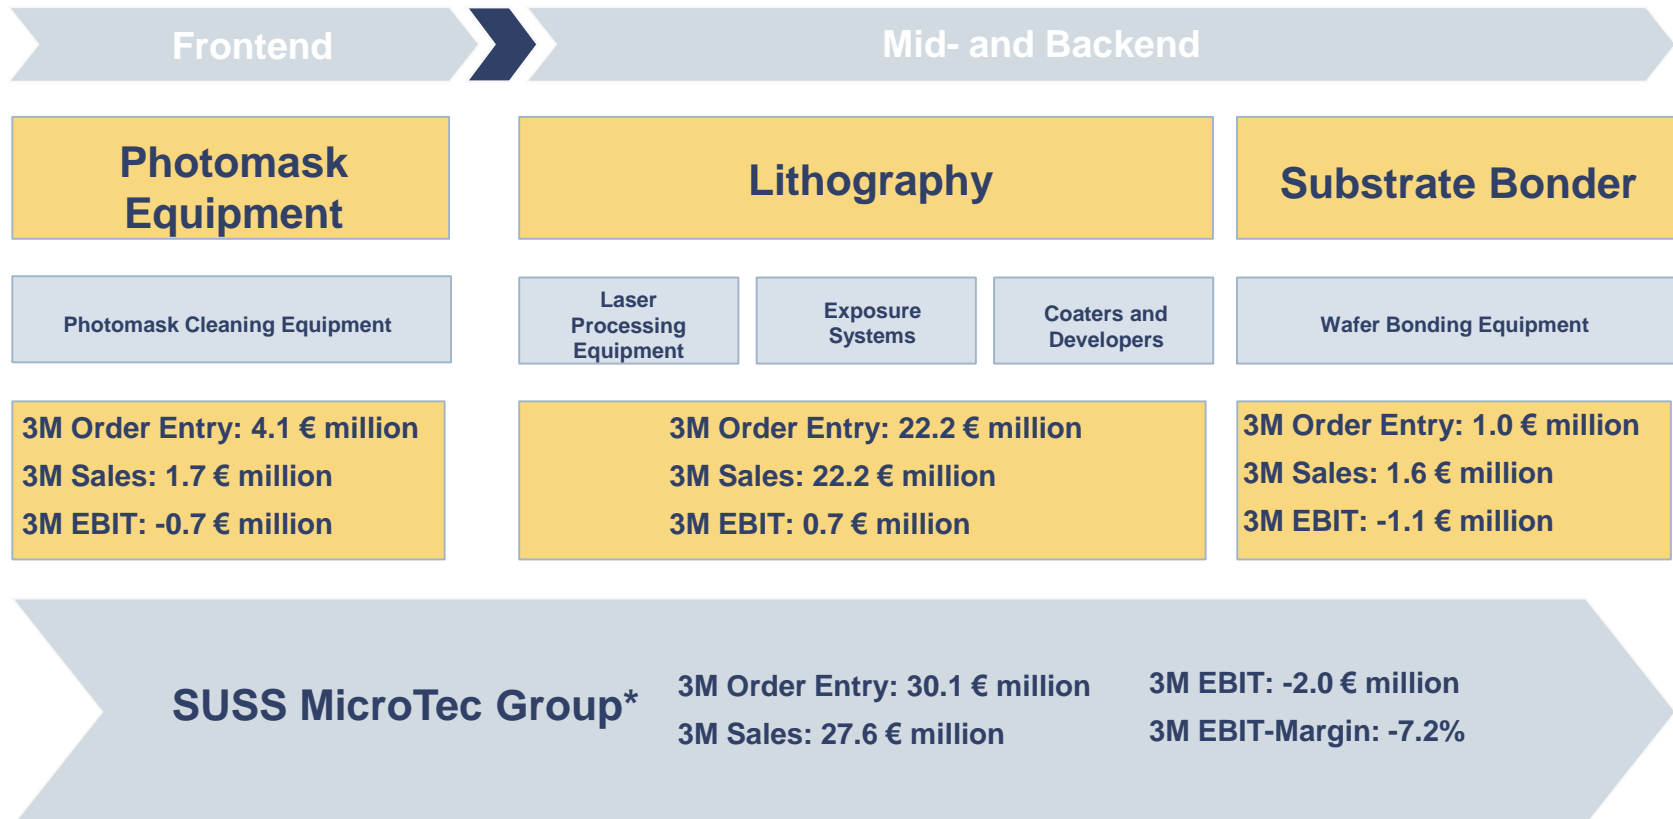 Frontend
Mid- and Backend
Photomask
Equipment
Lithography
Substrate Bonder
Photomask Cleaning Equipment
Laser
Processing
Equipment
Exposure
Systems
Coaters and
Developers
Wafer Bonding Equipment
3M Order Entry: 4.1 € million
3M Sales: 1.7 € million
3M EBIT: -0.7 € million
3M Order Entry: 22.2 € million
3M Sales: 22.2 € million
3M EBIT: 0.7 € million
3M Order Entry: 1.0 € million
3M Sales: 1.6 € million
3M EBIT: -1.1 € million
SUSS MicroTec Group*
3M Order Entry: 30.1 € million
3M Sales: 27.6 € million
3M EBIT: -2.0 € million
3M EBIT-Margin: -7.2%